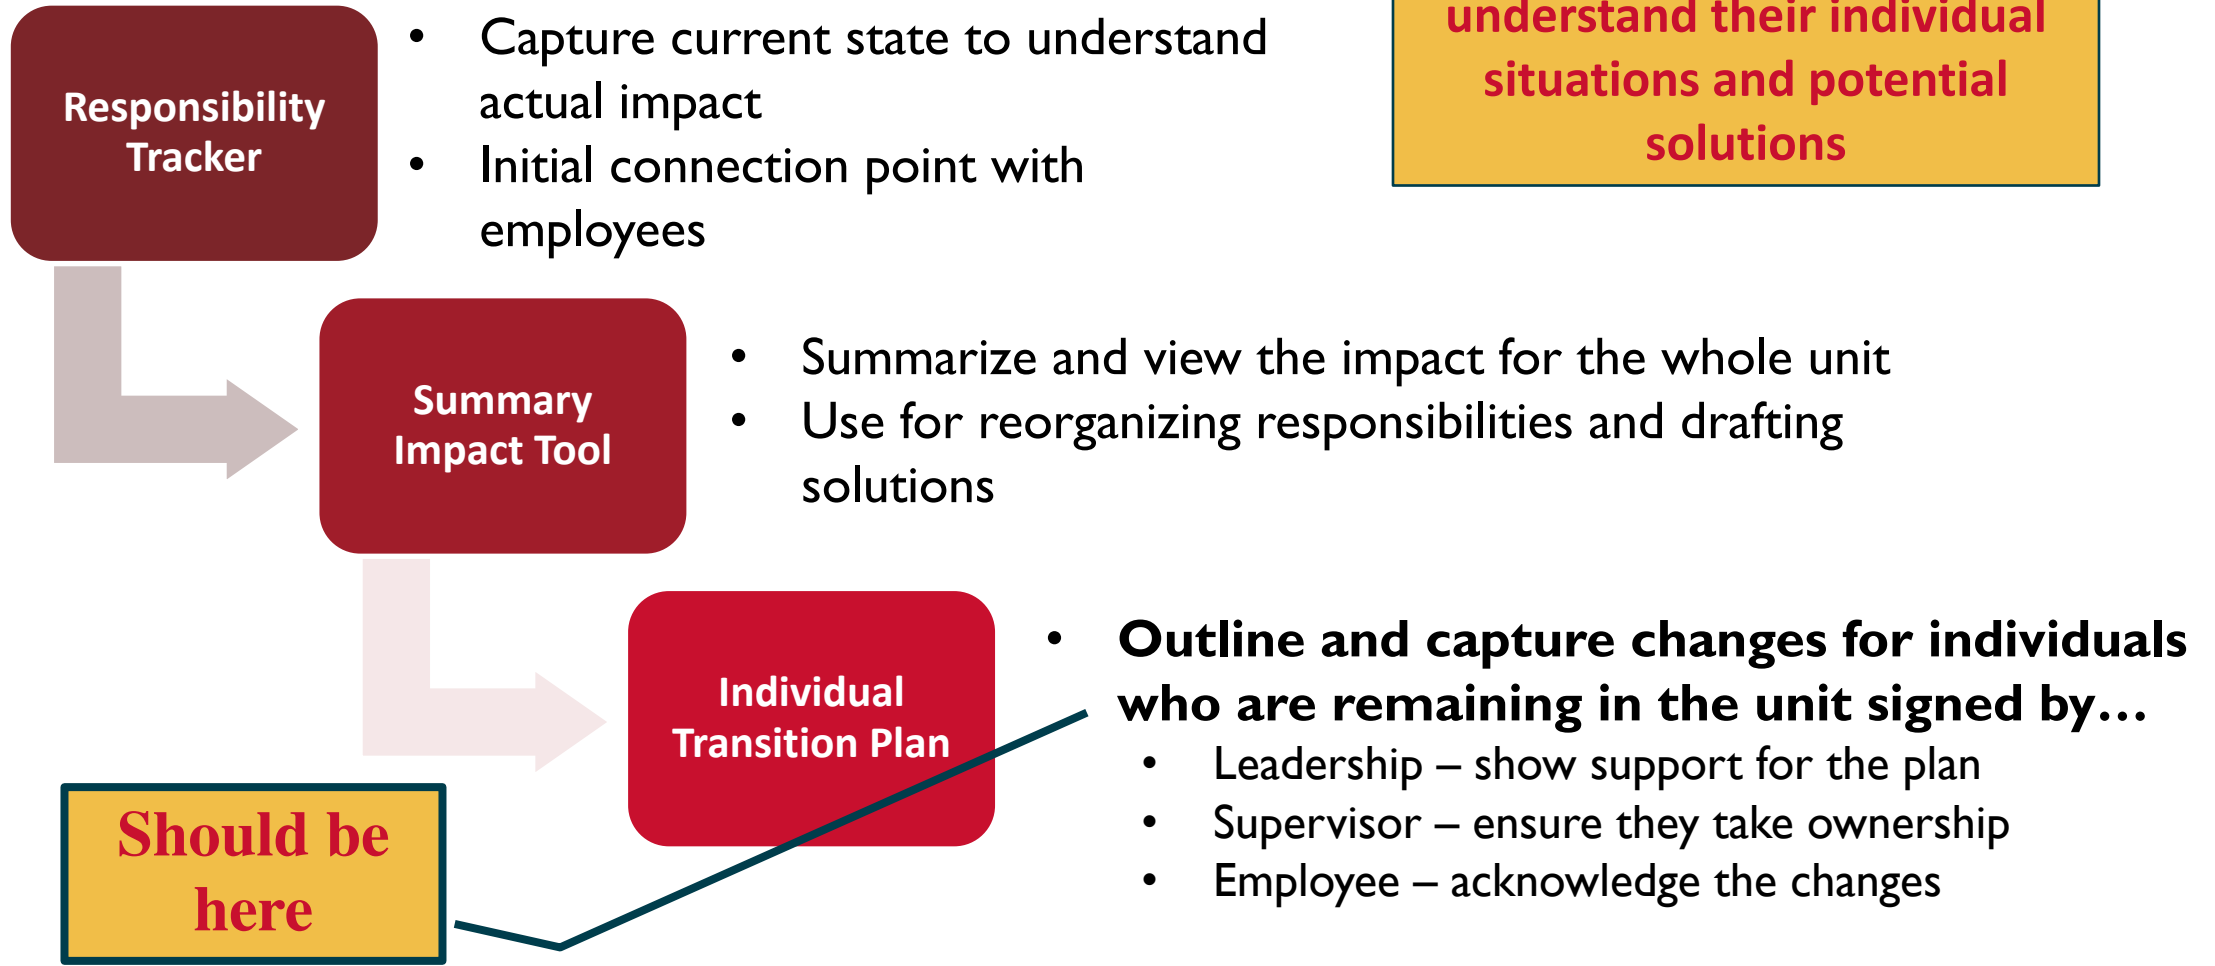 Responsibility
Tracker
• Capture current state to understand
actual impact
• Initial connection point with
employees
understand their individual
situations and potential
solutions
Summary
Impact Tool
• Summarize and view the impact for the whole unit
• Use for reorganizing responsibilities and drafting
solutions
Individual
Transition Plan
• Outline and capture changes for individuals
who are remaining in the unit signed by…
• Leadership – show support for the plan
• Supervisor – ensure they take ownership
• Employee – acknowledge the changes
Should be
here